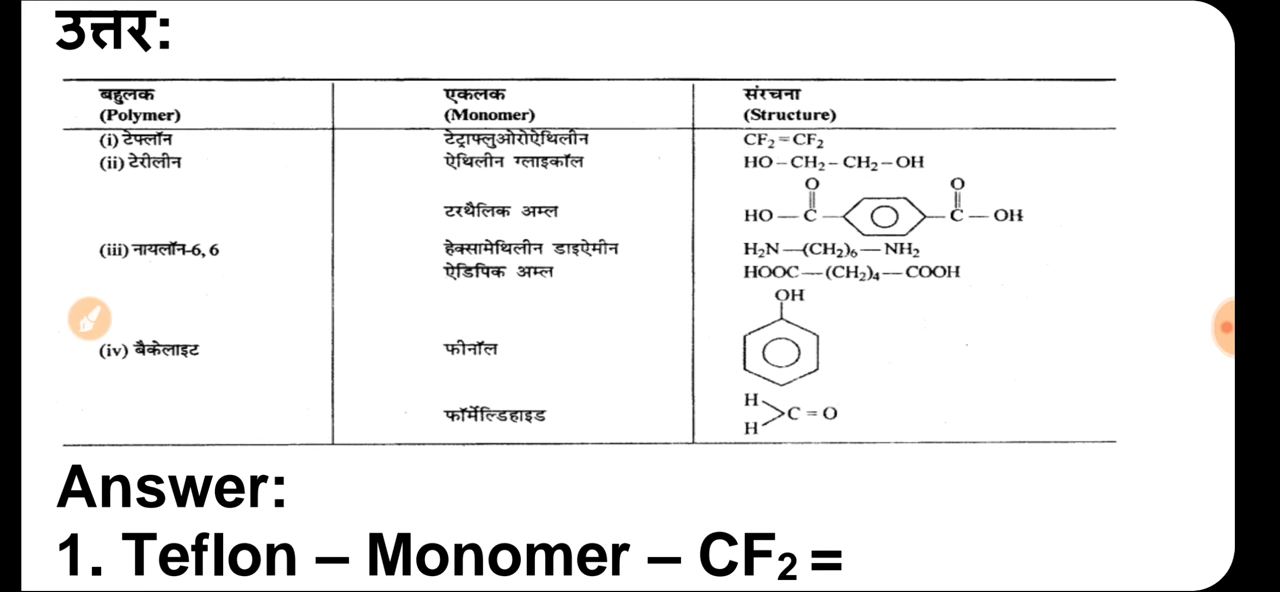 उत्तर:
बहुलक एकलक संरचना
(Polymer) (Monomer) (Structure)
(i) टेफ्लॉन टेट्राफ्लुओरोऐथिलीन CF₂=CF₂
(ii) टेरीलीन ऐथिलीन ग्लाइकॉल HO–CH₂–CH₂–OH
O O
टरथैलिक अम्ल HO—C C—OH
(iii) नायलॉन-6, 6 हेक्सामेथिलीन डाइऐमीन H₂N—(CH₂)₆—NH₂
ऐडिपिक अम्ल HOOC—(CH₂)₄—COOH
OH
(iv) बैकेलाइट फीनॉल
फॉर्मेल्डिहाइड H C=O
H
Answer:
1. Teflon – Monomer – CF₂ =